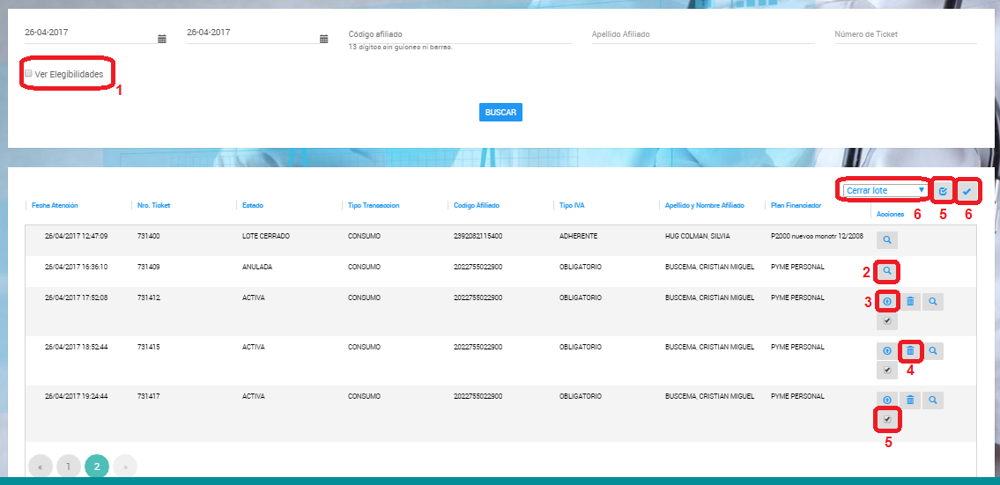 26-04-2017 26-04-2017 Código afiliado Apellido Afiliado Número de Ticket
13 dígitos sin guiones ni barras.
Ver Elegibilidades
1
BUSCAR
Cerrar lote
Fecha Atención Nro. Ticket Estado Tipo Transaccion Codigo Afiliado Tipo IVA Apellido y Nombre Afiliado Plan Financiador Acciones 6 5 6
26/04/2017 12:47:09 731400 LOTE CERRADO CONSUMO 2392082115400 ADHERENTE HUG COLMAN, SILVIA P2000 nuevos monotr 12/2008
26/04/2017 16:36:10 731409 ANULADA CONSUMO 2022755022900 OBLIGATORIO BUSCEMA, CRISTIAN MIGUEL PYME PERSONAL 2
26/04/2017 17:52:08 731412 ACTIVA CONSUMO 2022755022900 OBLIGATORIO BUSCEMA, CRISTIAN MIGUEL PYME PERSONAL 3
26/04/2017 18:52:44 731415 ACTIVA CONSUMO 2022755022900 OBLIGATORIO BUSCEMA, CRISTIAN MIGUEL PYME PERSONAL
4
26/04/2017 19:24:44 731417 ACTIVA CONSUMO 2022755022900 OBLIGATORIO BUSCEMA, CRISTIAN MIGUEL PYME PERSONAL
5
« 1 2 »